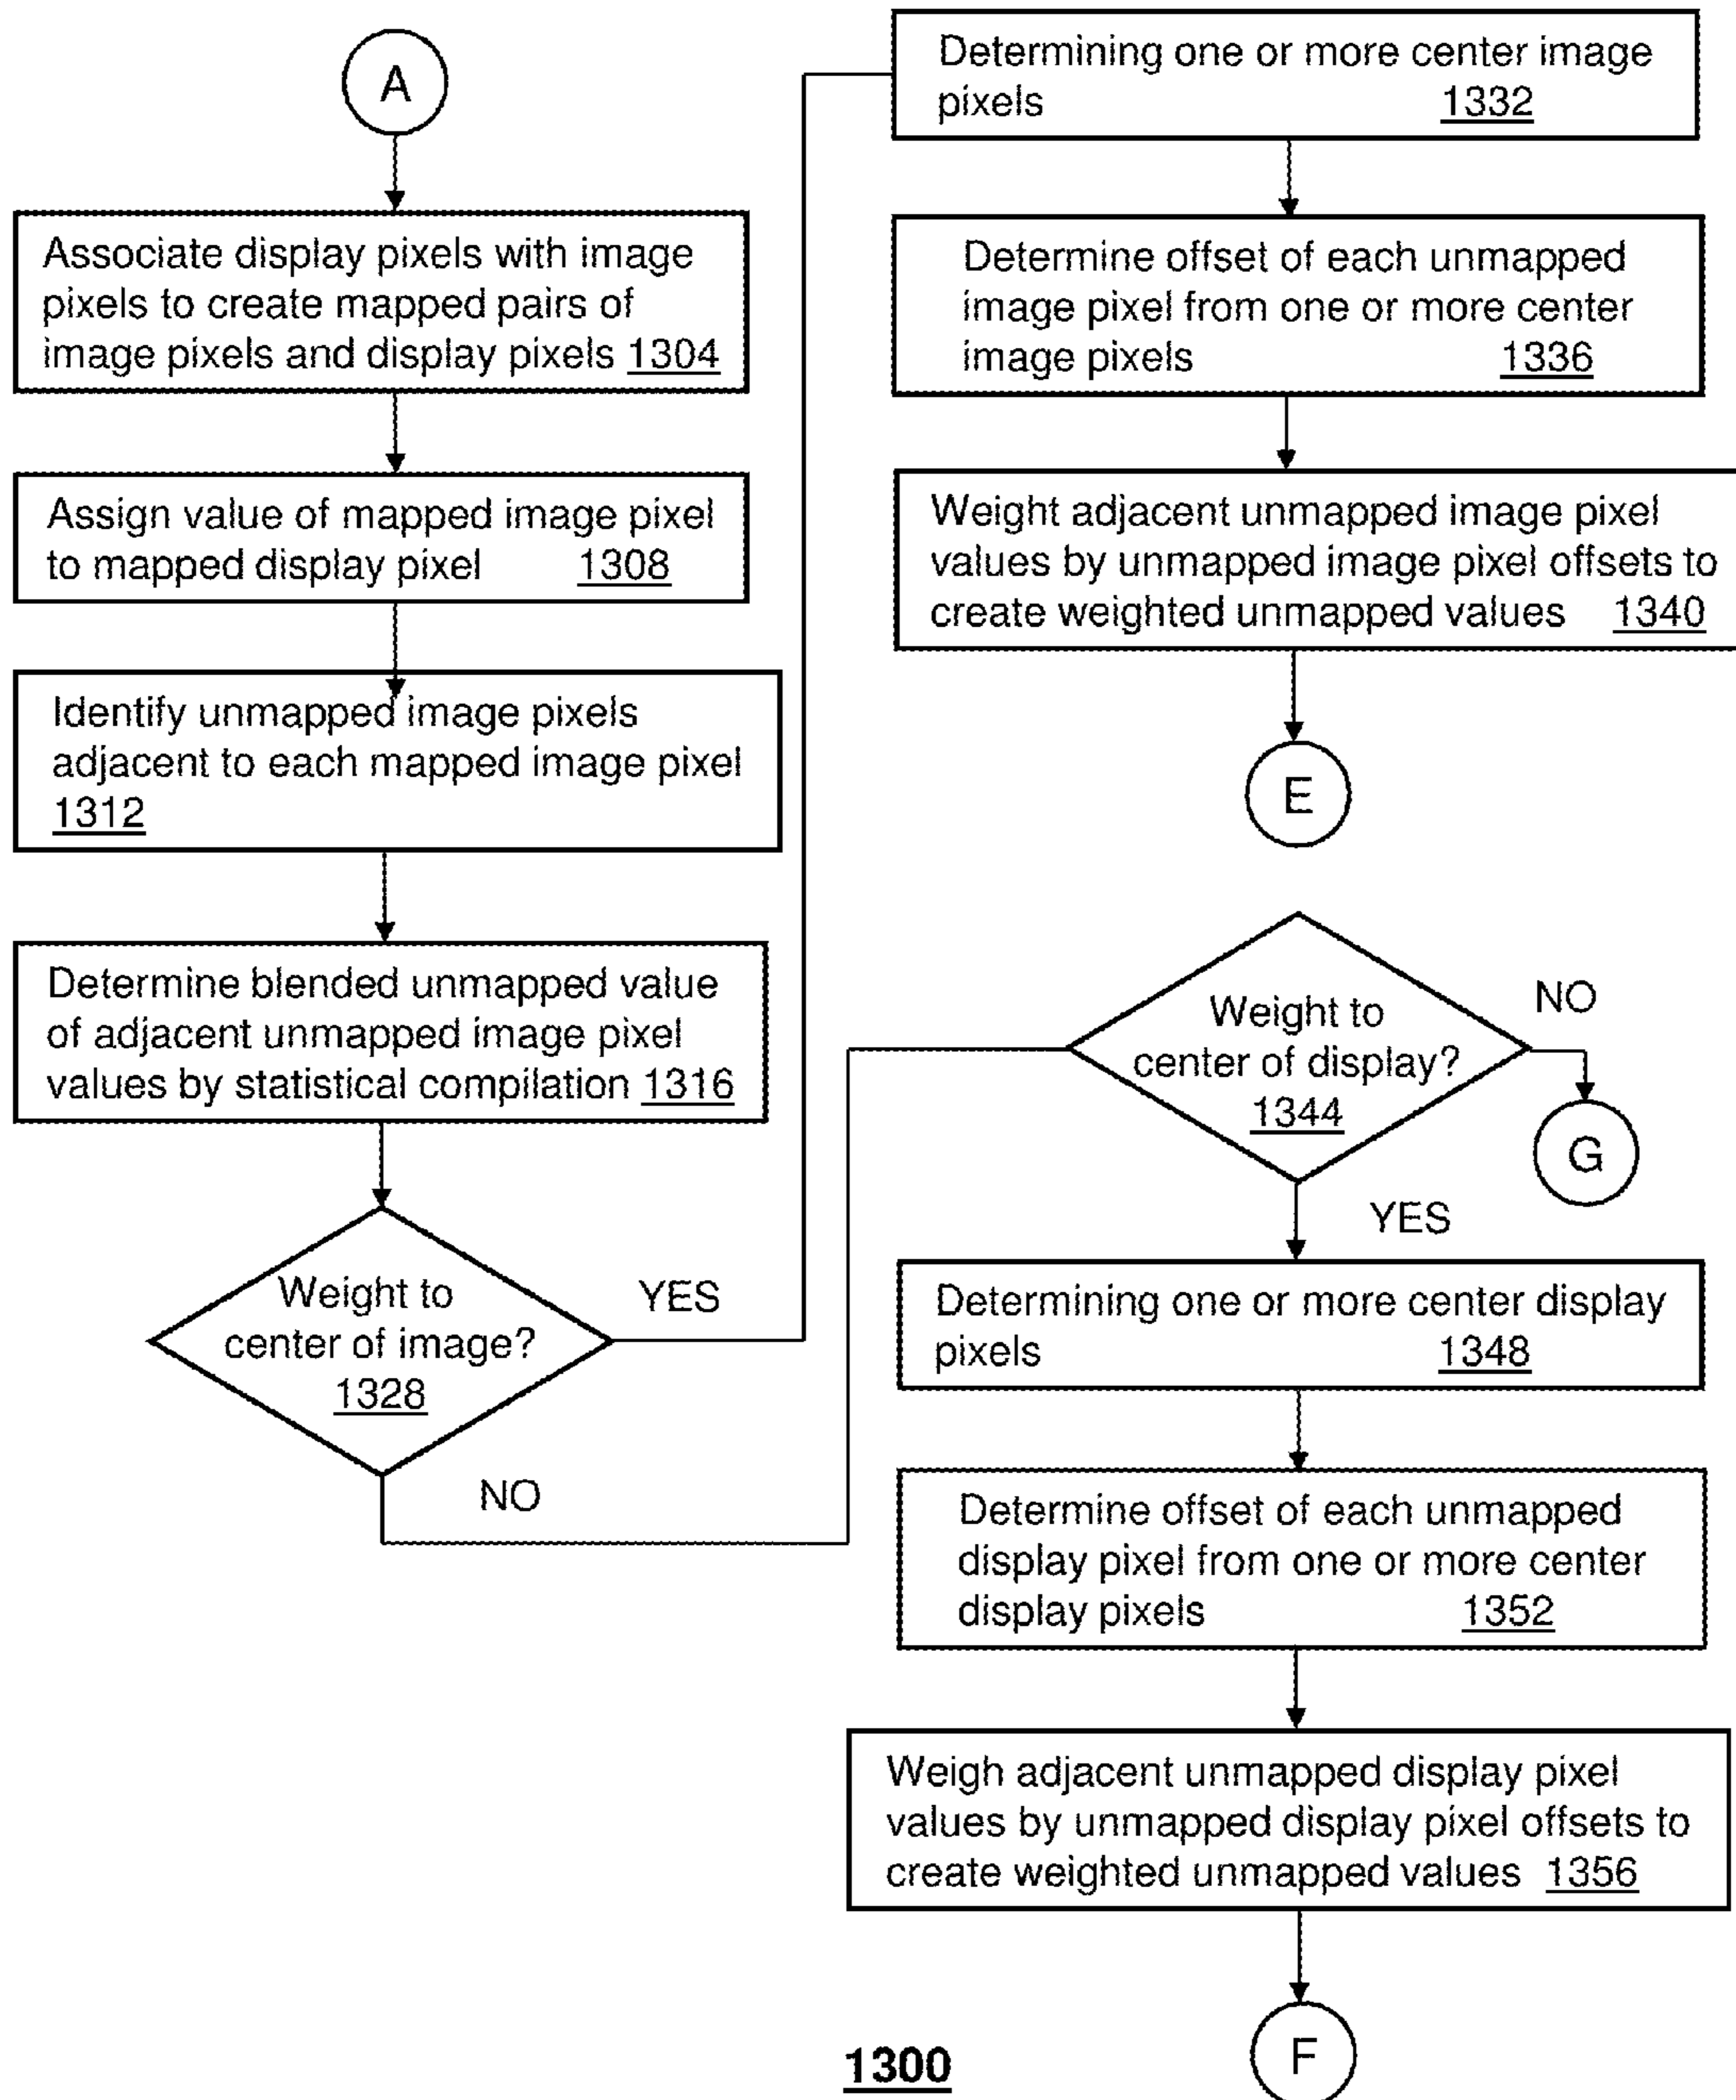 A
Associate display pixels with image
pixels to create mapped pairs of
image pixels and display pixels 1304
Assign value of mapped image pixel
to mapped display pixel 1308
Identify unmapped image pixels
adjacent to each mapped image pixel
1312
Determine blended unmapped value
of adjacent unmapped image pixel
values by statistical compilation 1316
Weight to
center of image?
1328
YES
NO
Determining one or more center image
pixels 1332
Determine offset of each unmapped
image pixel from one or more center
image pixels 1336
Weight adjacent unmapped image pixel
values by unmapped image pixel offsets to
create weighted unmapped values 1340
E
Weight to
center of display?
1344
NO
G
YES
Determining one or more center display
pixels 1348
Determine offset of each unmapped
display pixel from one or more center
display pixels 1352
Weigh adjacent unmapped display pixel
values by unmapped display pixel offsets to
create weighted unmapped values 1356
F
1300